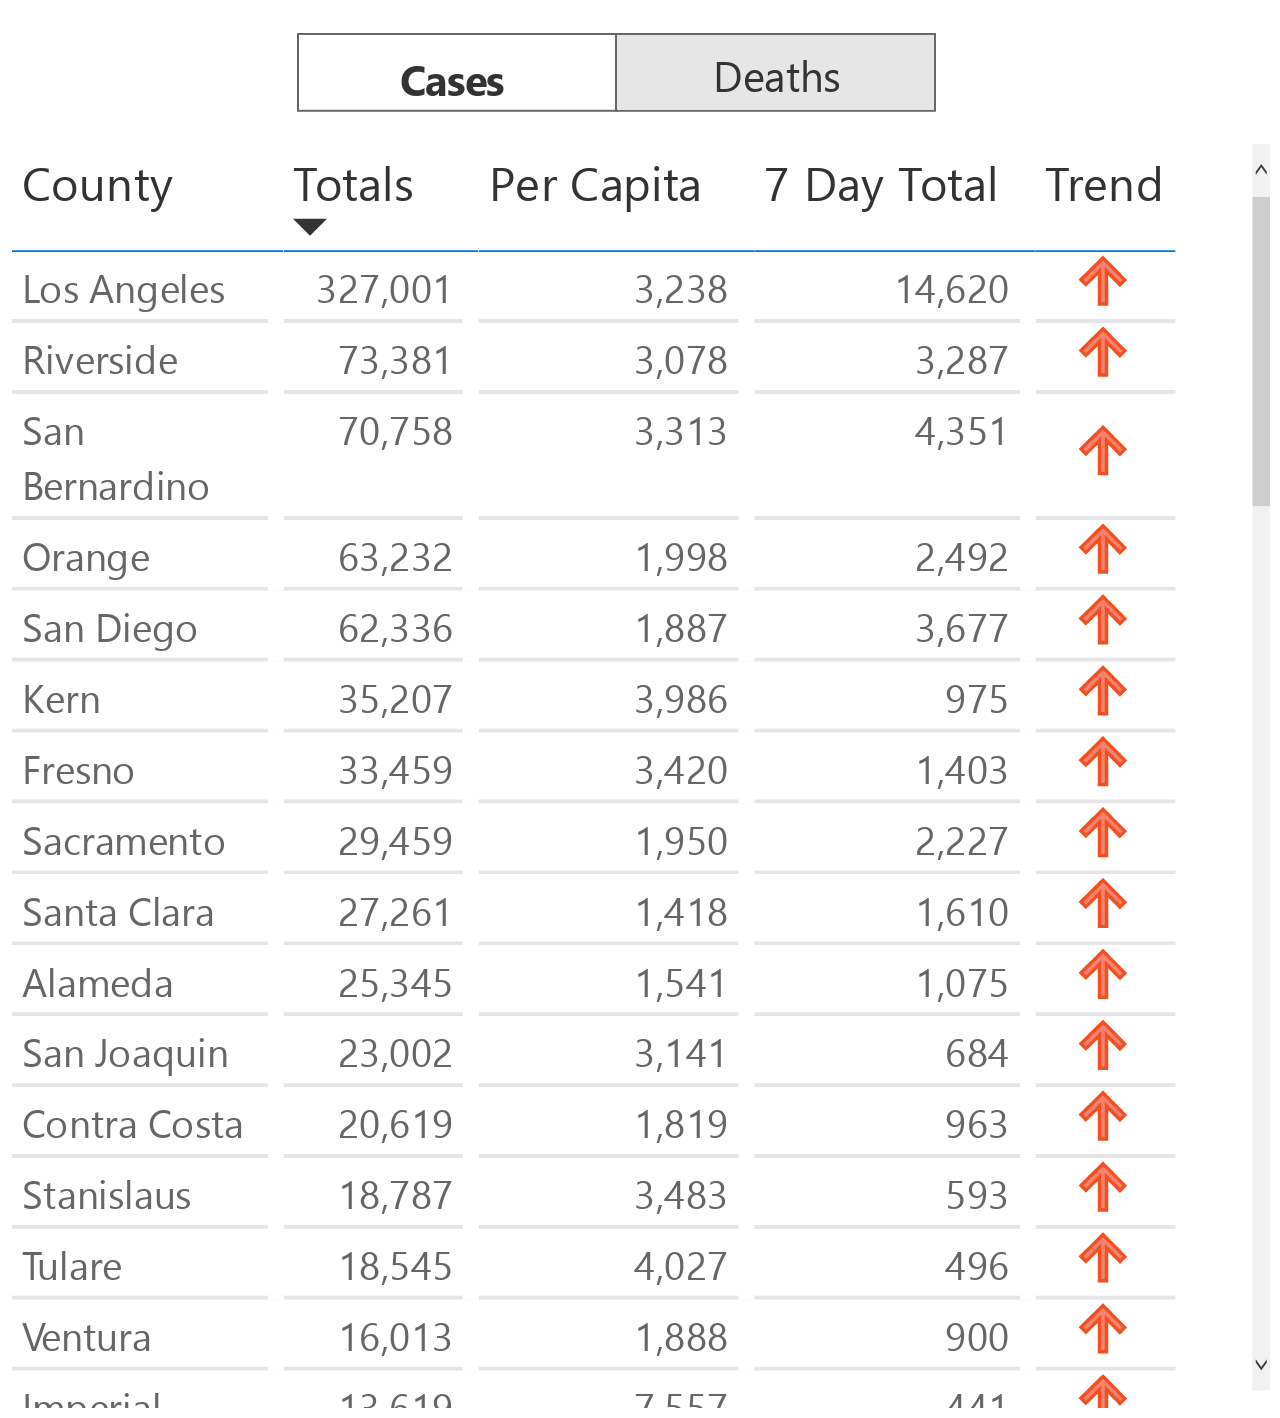 Cases Deaths
County Totals Per Capita 7 Day Total Trend
Los Angeles 327,001 3,238 14,620
Riverside 73,381 3,078 3,287
San 70,758 3,313 4,351
Bernardino
Orange 63,232 1,998 2,492
San Diego 62,336 1,887 3,677
Kern 35,207 3,986 975
Fresno 33,459 3,420 1,403
Sacramento 29,459 1,950 2,227
Santa Clara 27,261 1,418 1,610
Alameda 25,345 1,541 1,075
San Joaquin 23,002 3,141 684
Contra Costa 20,619 1,819 963
Stanislaus 18,787 3,483 593
Tulare 18,545 4,027 496
Ventura 16,013 1,888 900
Imperial 13,619 7,557 441